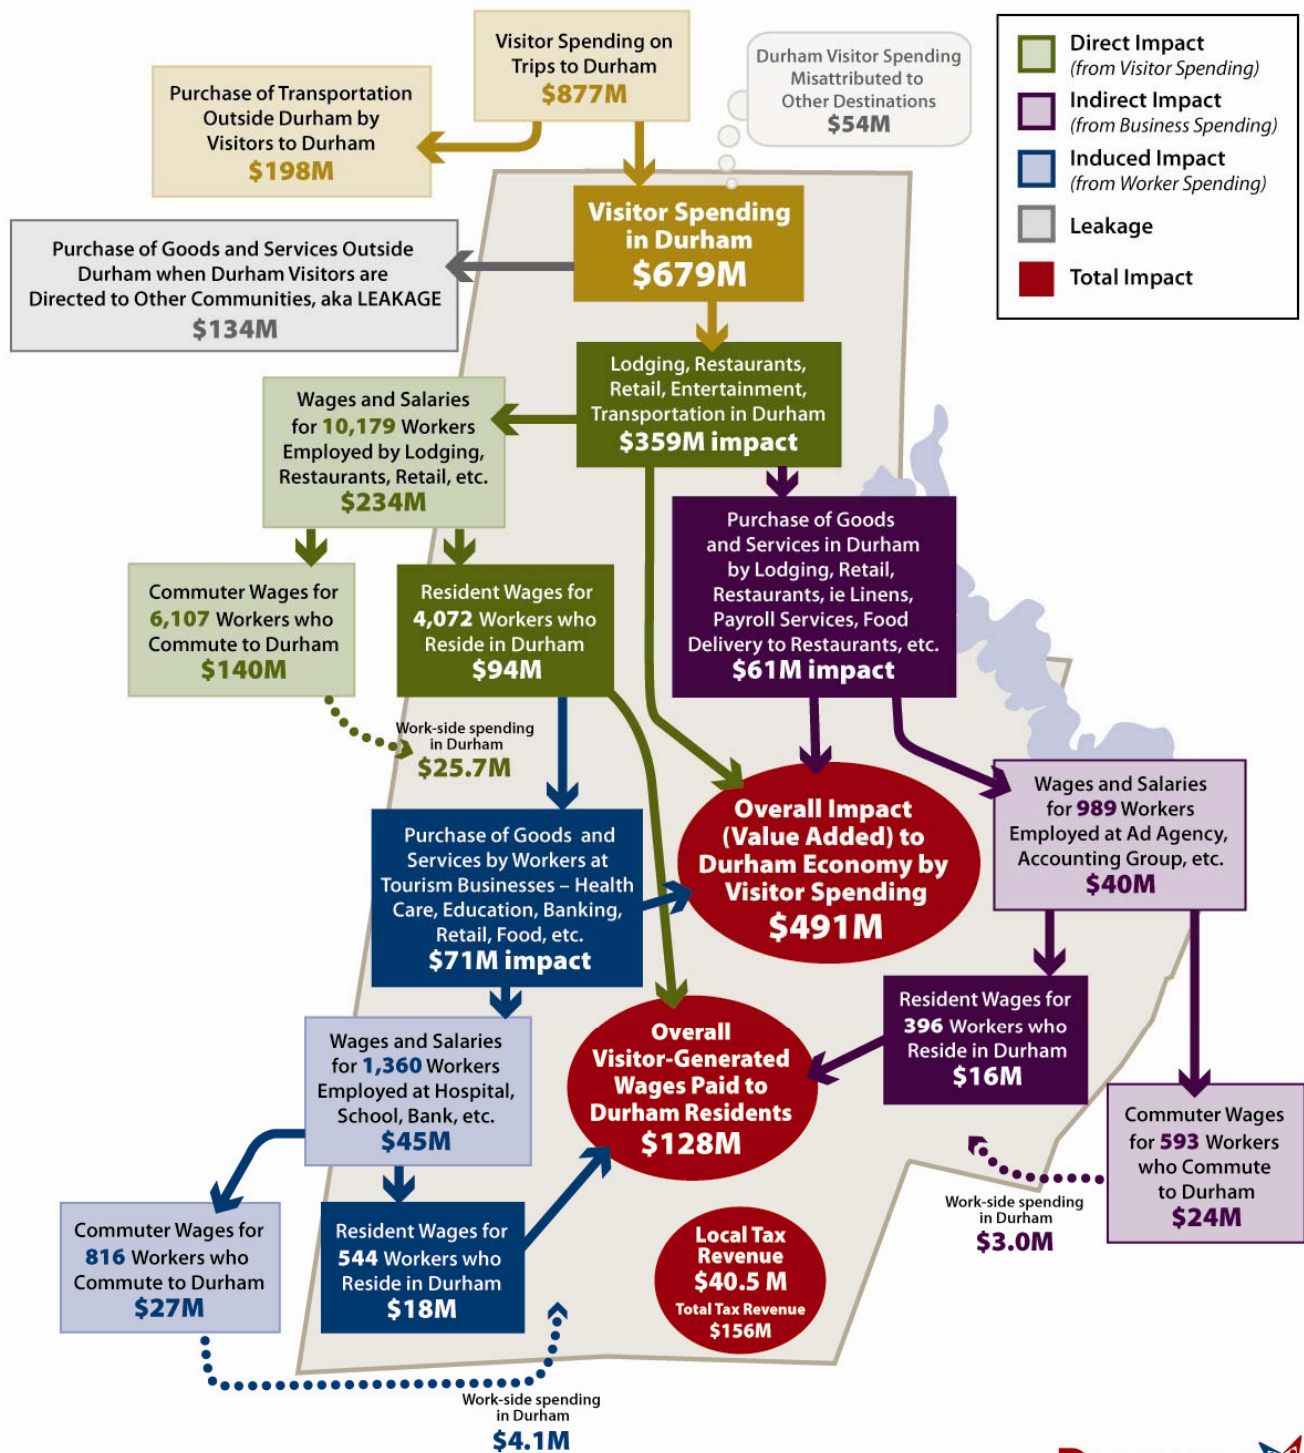 Visitor Spending on
Trips to Durham
$877M
Durham Visitor Spending
Misattributed to
Other Destinations
$54M
Direct Impact
(from Visitor Spending)
Indirect Impact
(from Business Spending)
Induced Impact
(from Worker Spending)
Leakage
Total Impact
Purchase of Transportation
Outside Durham by
Visitors to Durham
$198M
Visitor Spending
in Durham
$679M
Purchase of Goods and Services Outside
Durham when Durham Visitors are
Directed to Other Communities, aka LEAKAGE
$134M
Lodging, Restaurants,
Retail, Entertainment,
Transportation in Durham
$359M impact
Wages and Salaries
for 10,179 Workers
Employed by Lodging,
Restaurants, Retail, etc.
$234M
Purchase of Goods
and Services in Durham
by Lodging, Retail,
Restaurants, ie Linens,
Payroll Services, Food
Delivery to Restaurants, etc.
$61M impact
Commuter Wages for
6,107 Workers who
Commute to Durham
$140M
Resident Wages for
4,072 Workers who
Reside in Durham
$94M
Work-side spending
in Durham
$25.7M
Overall Impact
(Value Added) to
Durham Economy by
Visitor Spending
$491M
Wages and Salaries
for 989 Workers
Employed at Ad Agency,
Accounting Group, etc.
$40M
Purchase of Goods and
Services by Workers at
Tourism Businesses – Health
Care, Education, Banking,
Retail, Food, etc.
$71M impact
Resident Wages for
396 Workers who
Reside in Durham
$16M
Overall
Visitor-Generated
Wages Paid to
Durham Residents
$128M
Wages and Salaries
for 1,360 Workers
Employed at Hospital,
School, Bank, etc.
$45M
Commuter Wages
for 593 Workers
who Commute
to Durham
$24M
Work-side spending
in Durham
$3.0M
Commuter Wages for
816 Workers who
Commute to Durham
$27M
Resident Wages for
544 Workers who
Reside in Durham
$18M
Local Tax
Revenue
$40.5 M
Total Tax Revenue
$156M
Work-side spending
in Durham
$4.1M